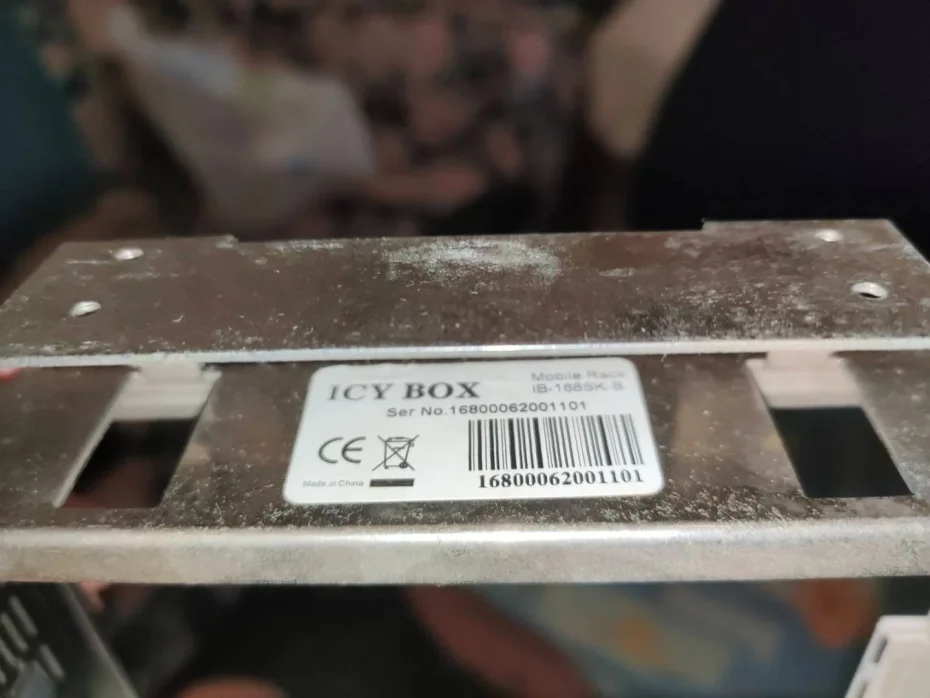 ICY BOX
Mobile Rack
IB-168SK-B
Ser No.16800062001101
CE
Made in China
16800062001101